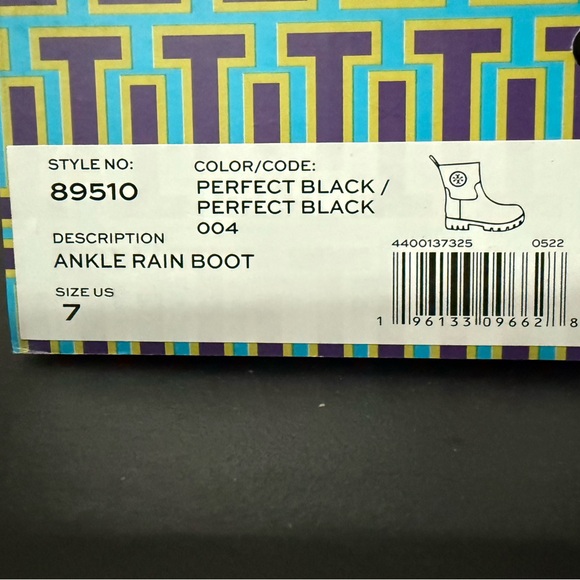 STYLE NO:
89510
COLOR/CODE:
PERFECT BLACK /
PERFECT BLACK
004
DESCRIPTION
ANKLE RAIN BOOT
SIZE US
7
4400137325 0522
1 96133 09662 8